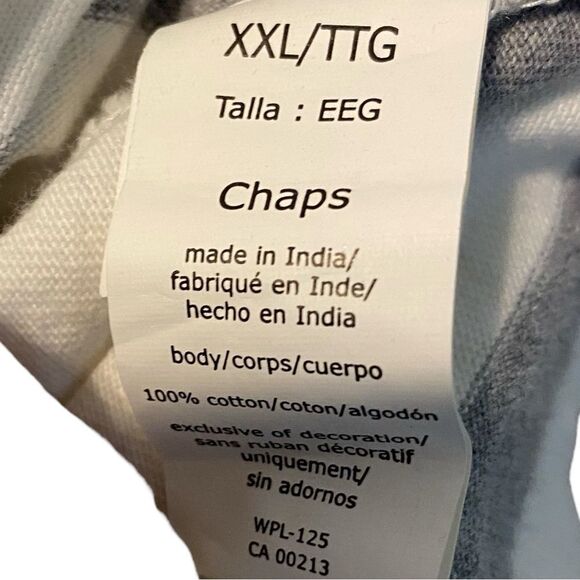 XXL/TTG
Talla : EEG
Chaps
made in India/
fabriqué en Inde/
hecho en India
body/corps/cuerpo
100% cotton/coton/algodón
exclusive of decoration/
sans ruban décoratif
uniquement/
sin adornos
WPL-125
CA 00213